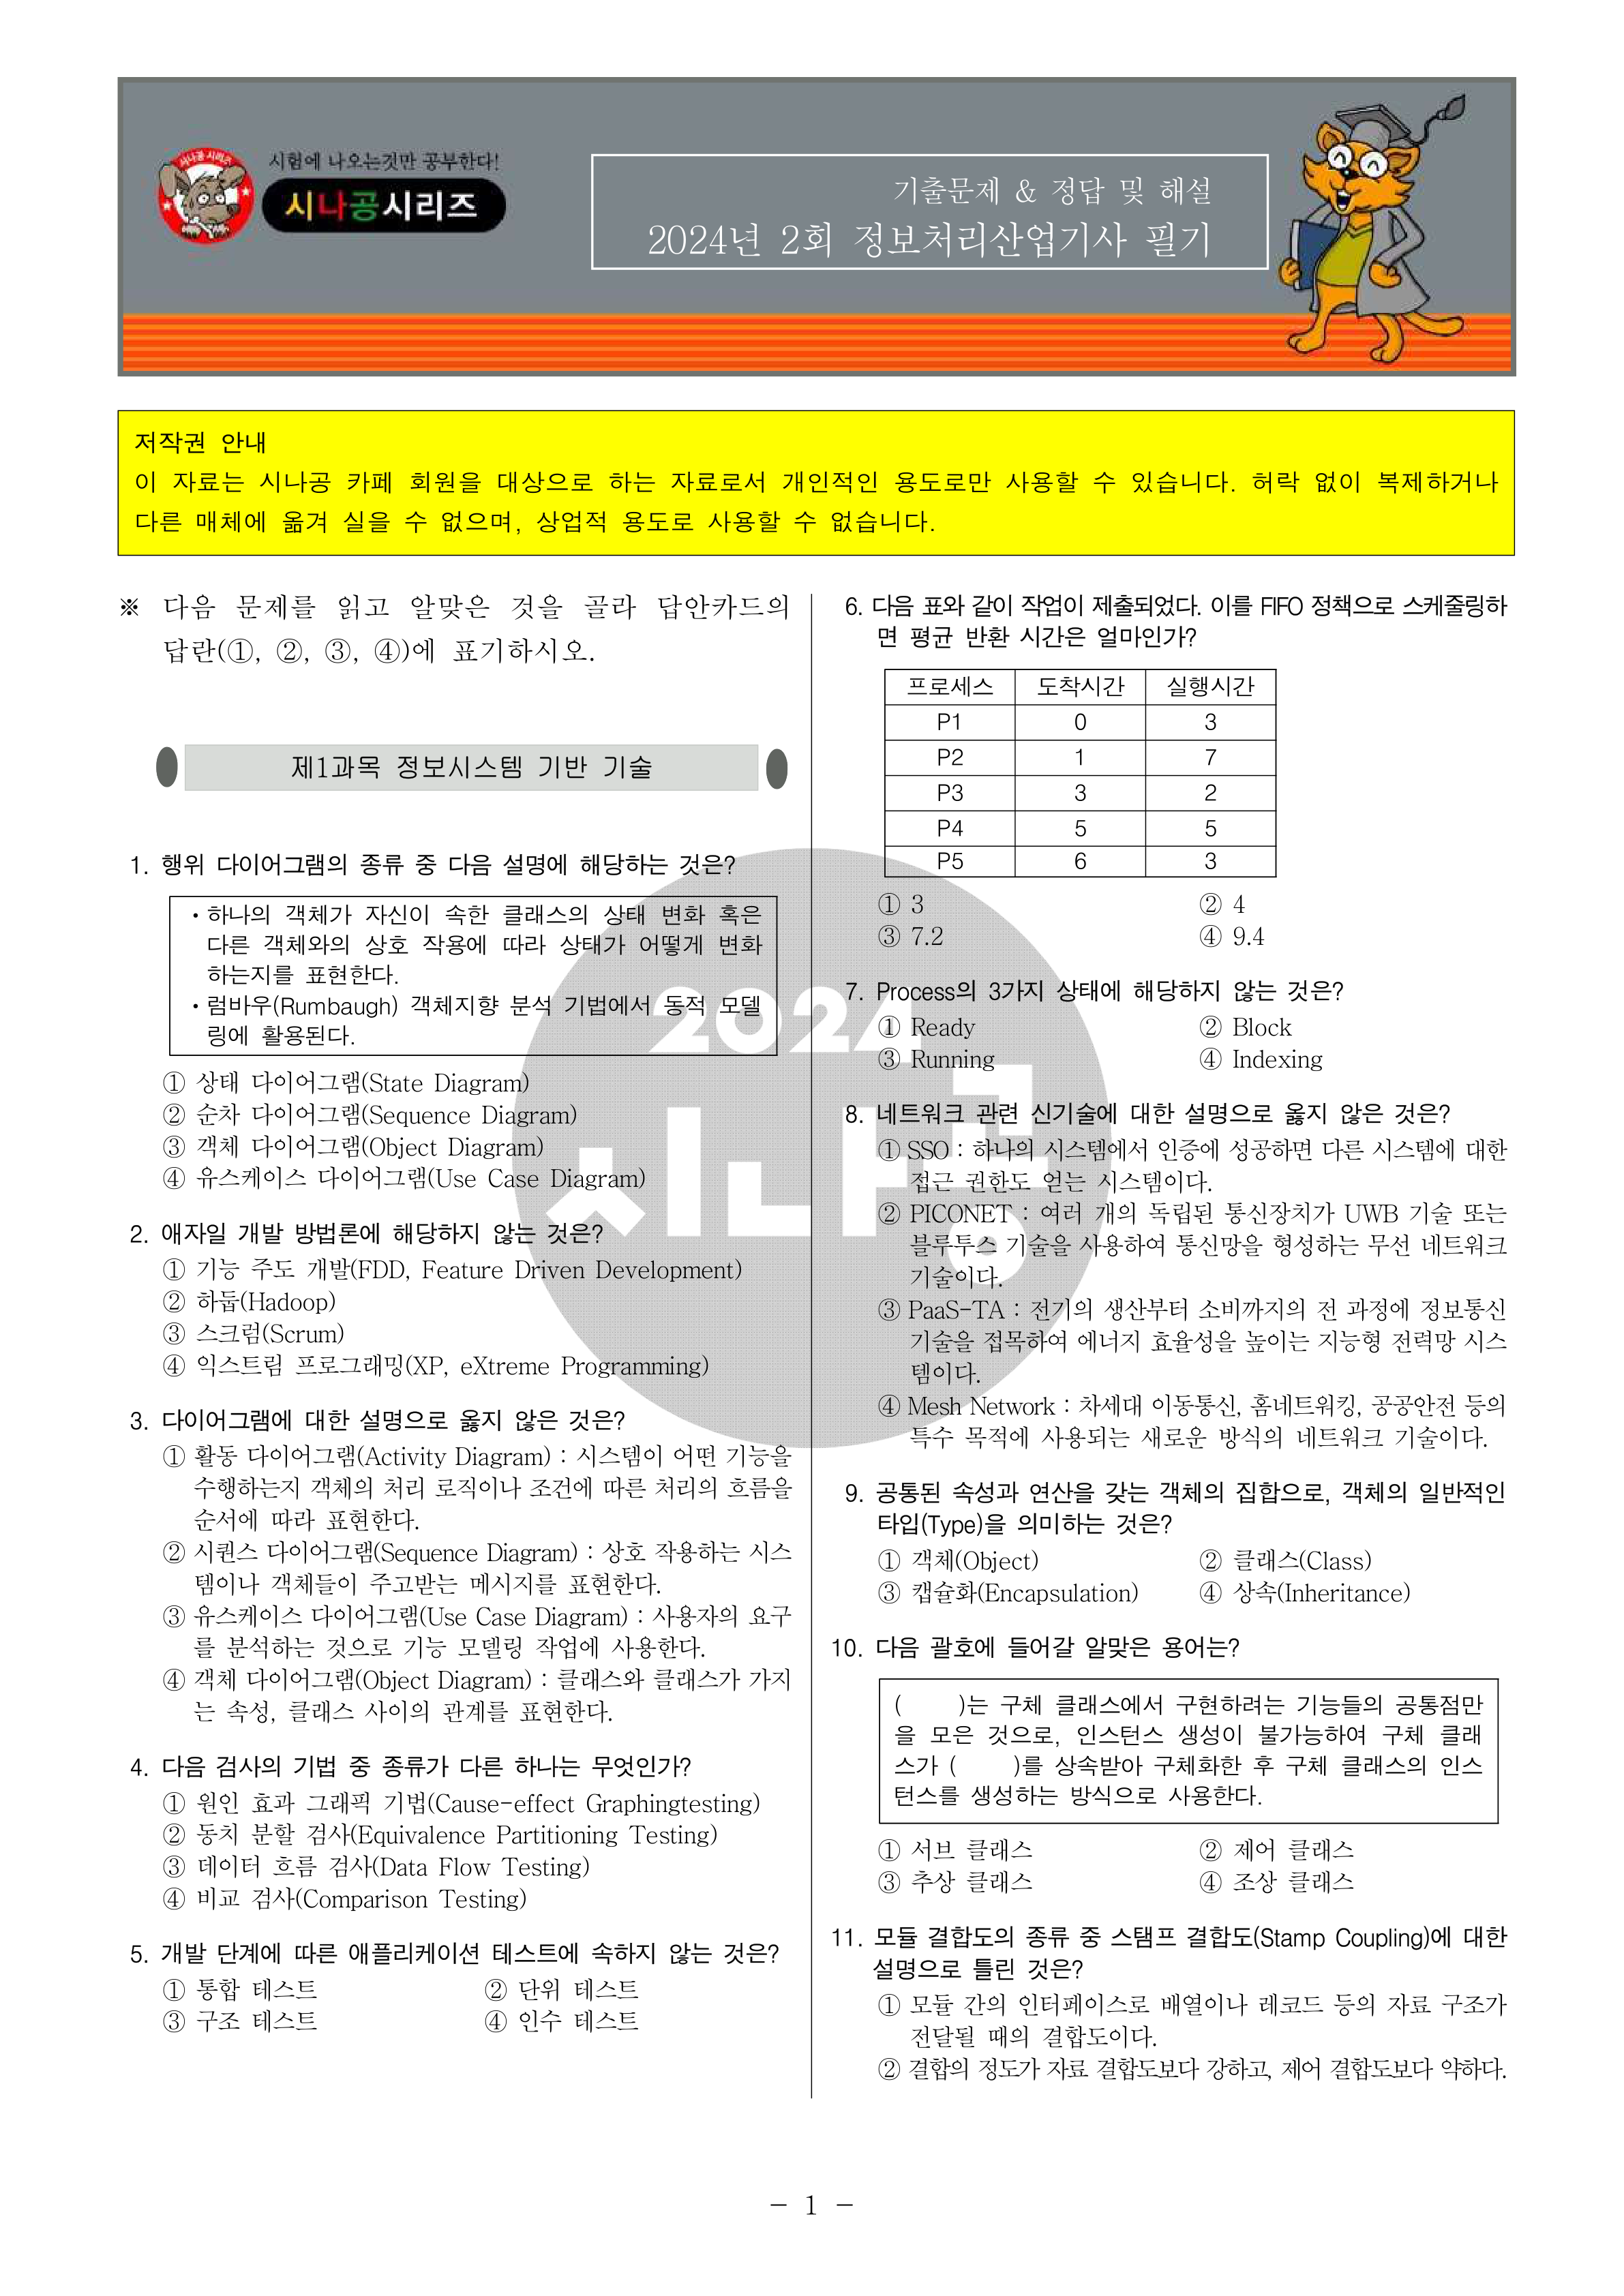 시나공 시리즈
시험에 나오는것만 공부한다!
시나공시리즈
기출문제 & 정답 및 해설
2024년 2회 정보처리산업기사 필기
저작권 안내
이 자료는 시나공 카페 회원을 대상으로 하는 자료로서 개인적인 용도로만 사용할 수 있습니다. 허락 없이 복제하거나
다른 매체에 옮겨 실을 수 없으며, 상업적 용도로 사용할 수 없습니다.
※ 다음 문제를 읽고 알맞은 것을 골라 답안카드의
답란(①, ②, ③, ④)에 표기하시오.
제1과목 정보시스템 기반 기술
1. 행위 다이어그램의 종류 중 다음 설명에 해당하는 것은?
• 하나의 객체가 자신이 속한 클래스의 상태 변화 혹은
다른 객체와의 상호 작용에 따라 상태가 어떻게 변화
하는지를 표현한다.
• 럼바우(Rumbaugh) 객체지향 분석 기법에서 동적 모델
링에 활용된다.
① 상태 다이어그램(State Diagram)
② 순차 다이어그램(Sequence Diagram)
③ 객체 다이어그램(Object Diagram)
④ 유스케이스 다이어그램(Use Case Diagram)
2. 애자일 개발 방법론에 해당하지 않는 것은?
① 기능 주도 개발(FDD, Feature Driven Development)
② 하둡(Hadoop)
③ 스크럼(Scrum)
④ 익스트림 프로그래밍(XP, eXtreme Programming)
3. 다이어그램에 대한 설명으로 옳지 않은 것은?
① 활동 다이어그램(Activity Diagram) : 시스템이 어떤 기능을
수행하는지 객체의 처리 로직이나 조건에 따른 처리의 흐름을
순서에 따라 표현한다.
② 시퀀스 다이어그램(Sequence Diagram) : 상호 작용하는 시스
템이나 객체들이 주고받는 메시지를 표현한다.
③ 유스케이스 다이어그램(Use Case Diagram) : 사용자의 요구
를 분석하는 것으로 기능 모델링 작업에 사용한다.
④ 객체 다이어그램(Object Diagram) : 클래스와 클래스가 가지
는 속성, 클래스 사이의 관계를 표현한다.
4. 다음 검사의 기법 중 종류가 다른 하나는 무엇인가?
① 원인 효과 그래픽 기법(Cause-effect Graphingtesting)
② 동치 분할 검사(Equivalence Partitioning Testing)
③ 데이터 흐름 검사(Data Flow Testing)
④ 비교 검사(Comparison Testing)
5. 개발 단계에 따른 애플리케이션 테스트에 속하지 않는 것은?
① 통합 테스트 ② 단위 테스트
③ 구조 테스트 ④ 인수 테스트
6. 다음 표와 같이 작업이 제출되었다. 이를 FIFO 정책으로 스케줄링하
면 평균 반환 시간은 얼마인가?
프로세스 도착시간 실행시간
P1 0 3
P2 1 7
P3 3 2
P4 5 5
P5 6 3
① 3 ② 4
③ 7.2 ④ 9.4
7. Process의 3가지 상태에 해당하지 않는 것은?
① Ready ② Block
③ Running ④ Indexing
8. 네트워크 관련 신기술에 대한 설명으로 옳지 않은 것은?
① SSO : 하나의 시스템에서 인증에 성공하면 다른 시스템에 대한
접근 권한도 얻는 시스템이다.
② PICONET : 여러 개의 독립된 통신장치가 UWB 기술 또는
블루투스 기술을 사용하여 통신망을 형성하는 무선 네트워크
기술이다.
③ PaaS-TA : 전기의 생산부터 소비까지의 전 과정에 정보통신
기술을 접목하여 에너지 효율성을 높이는 지능형 전력망 시스
템이다.
④ Mesh Network : 차세대 이동통신, 홈네트워킹, 공공안전 등의
특수 목적에 사용되는 새로운 방식의 네트워크 기술이다.
9. 공통된 속성과 연산을 갖는 객체의 집합으로, 객체의 일반적인
타입(Type)을 의미하는 것은?
① 객체(Object) ② 클래스(Class)
③ 캡슐화(Encapsulation) ④ 상속(Inheritance)
10. 다음 괄호에 들어갈 알맞은 용어는?
( )는 구체 클래스에서 구현하려는 기능들의 공통점만
을 모은 것으로, 인스턴스 생성이 불가능하여 구체 클래
스가 ( )를 상속받아 구체화한 후 구체 클래스의 인스
턴스를 생성하는 방식으로 사용한다.
① 서브 클래스 ② 제어 클래스
③ 추상 클래스 ④ 조상 클래스
11. 모듈 결합도의 종류 중 스탬프 결합도(Stamp Coupling)에 대한
설명으로 틀린 것은?
① 모듈 간의 인터페이스로 배열이나 레코드 등의 자료 구조가
전달될 때의 결합도이다.
② 결합의 정도가 자료 결합도보다 강하고, 제어 결합도보다 약하다.
2024
시나공
- 1 -